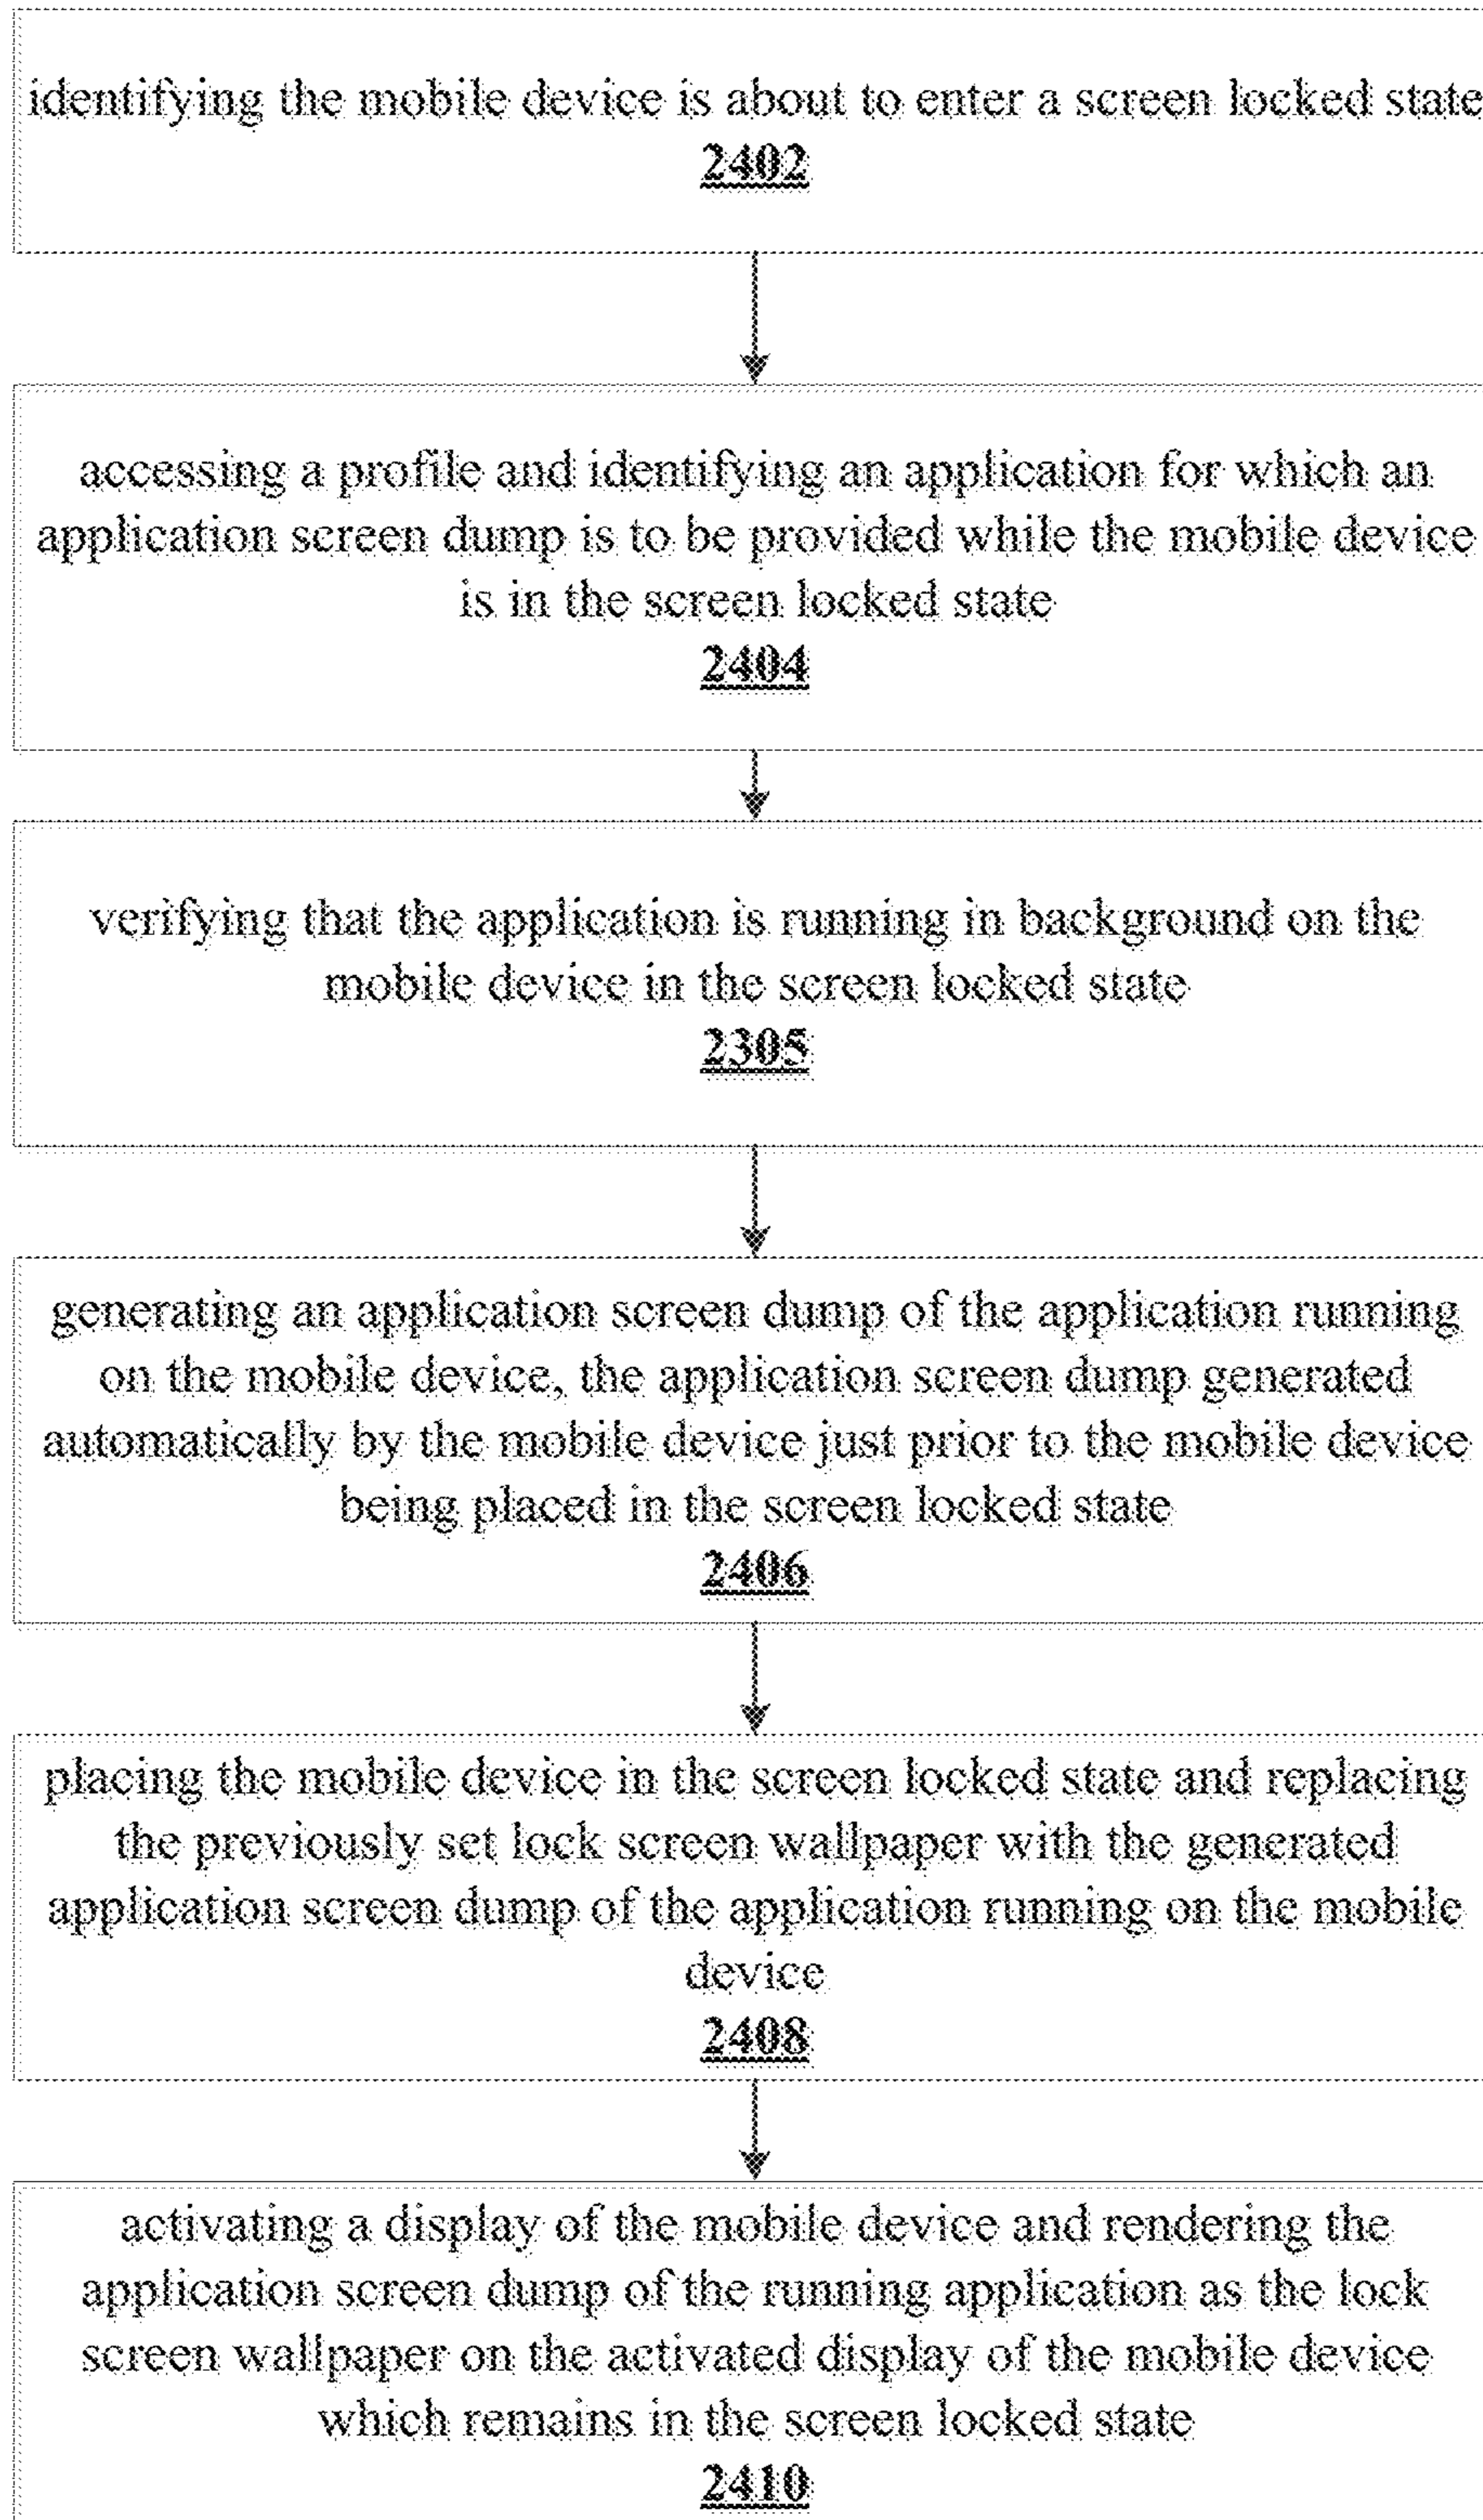 identifying the mobile device is about to enter a screen locked state
2402
accessing a profile and identifying an application for which an
application screen dump is to be provided while the mobile device
is in the screen locked state
2404
verifying that the application is running in background on the
mobile device in the screen locked state
2305
generating an application screen dump of the application running
on the mobile device, the application screen dump generated
automatically by the mobile device just prior to the mobile device
being placed in the screen locked state
2406
placing the mobile device in the screen locked state and replacing
the previously set lock screen wallpaper with the generated
application screen dump of the application running on the mobile
device
2408
activating a display of the mobile device and rendering the
application screen dump of the running application as the lock
screen wallpaper on the activated display of the mobile device
which remains in the screen locked state
2410